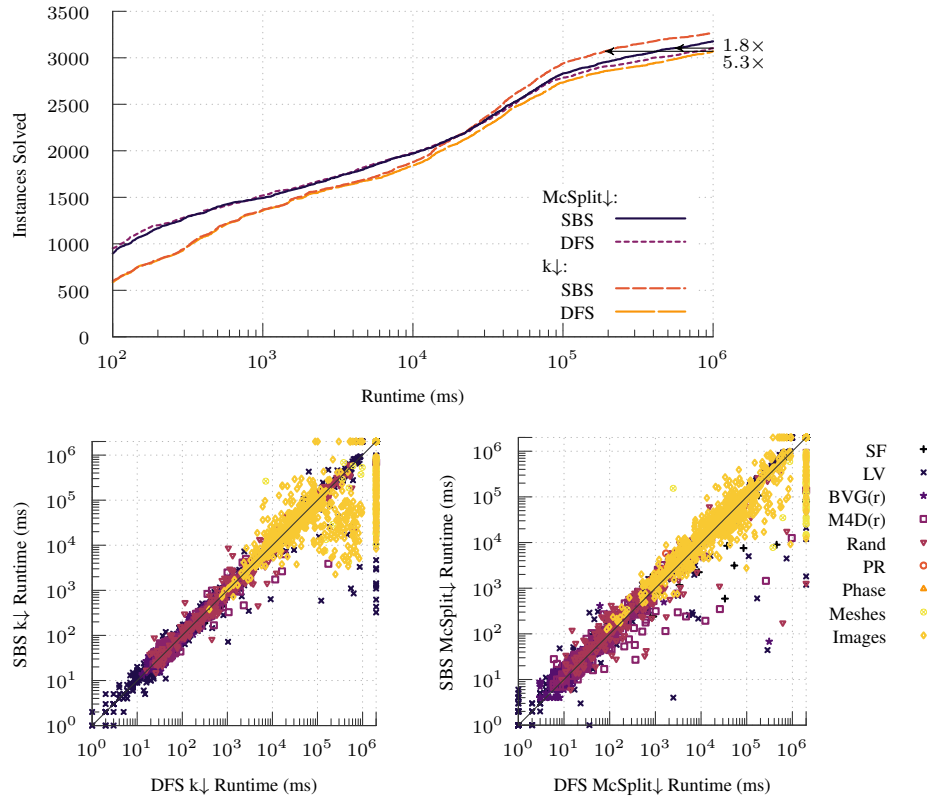 3500
3000
2500
2000
1500
1000
500
0
Instances Solved
1.8×
5.3×
McSplit↓:
SBS
DFS
k↓:
SBS
DFS
10² 10³ 10⁴ 10⁵ 10⁶
Runtime (ms)
10⁶
10⁵
10⁴
10³
10²
10¹
10⁰
SBS k↓ Runtime (ms)
10⁰ 10¹ 10² 10³ 10⁴ 10⁵ 10⁶
DFS k↓ Runtime (ms)
10⁶
10⁵
10⁴
10³
10²
10¹
10⁰
SBS McSplit↓ Runtime (ms)
10⁰ 10¹ 10² 10³ 10⁴ 10⁵ 10⁶
DFS McSplit↓ Runtime (ms)
SF
LV
BVG(r)
M4D(r)
Rand
PR
Phase
Meshes
Images